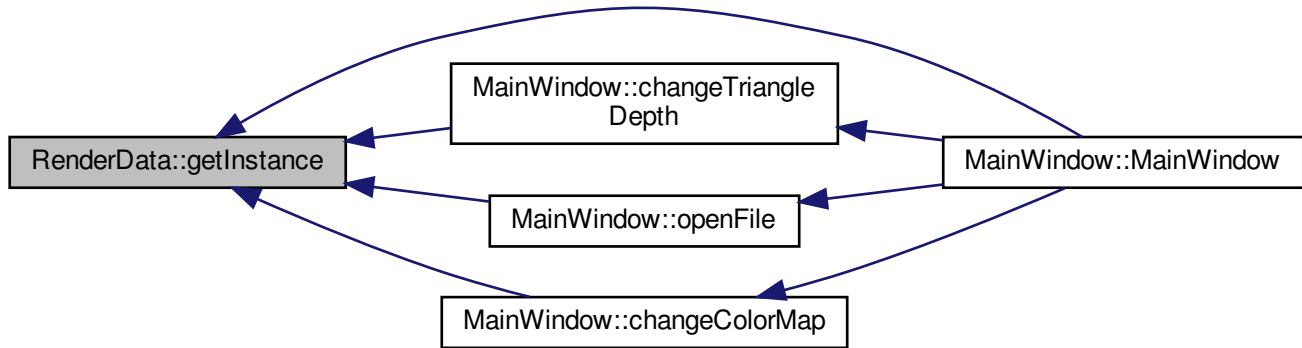 MainWindow::changeTriangle
Depth
RenderData::getInstance
MainWindow::MainWindow
MainWindow::openFile
MainWindow::changeColorMap